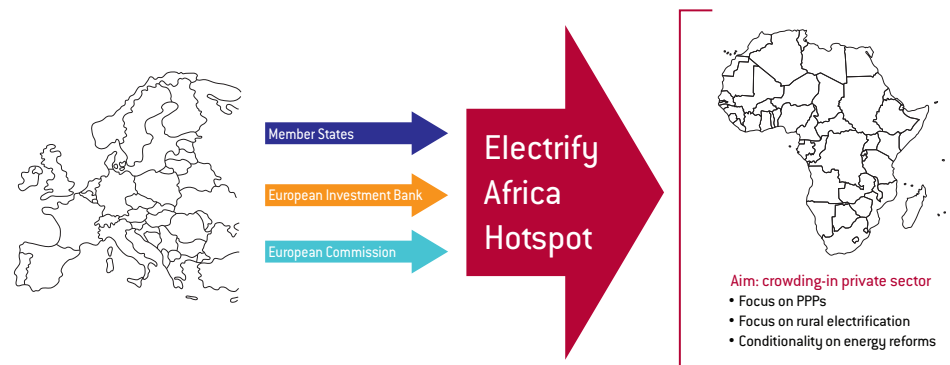 Member States
European Investment Bank
European Commission
Electrify
Africa
Hotspot
Aim: crowding-in private sector
• Focus on PPPs
• Focus on rural electrification
• Conditionality on energy reforms